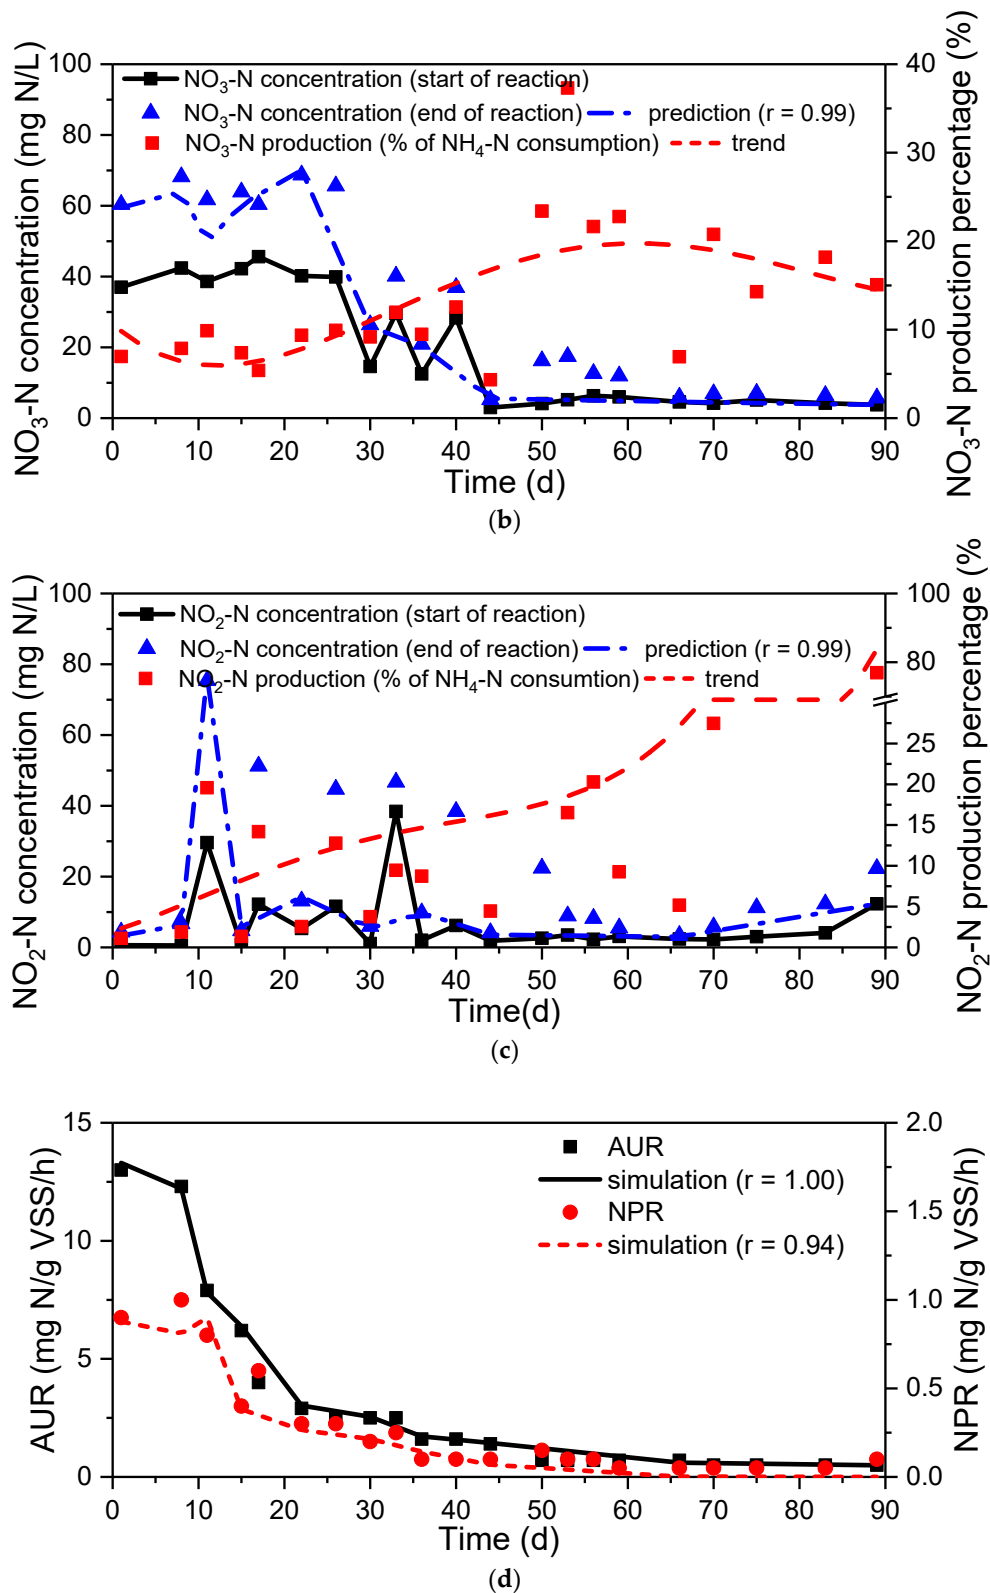 100
80
60
40
20
0
NO3-N concentration (mg N/L)
NO3-N concentration (start of reaction)
NO3-N concentration (end of reaction) prediction (r = 0.99)
NO3-N production (% of NH4-N consumption) trend
40
30
20
10
0
NO3-N production percentage (%)
0 10 20 30 40 50 60 70 80 90
Time (d)
(b)
100
80
60
40
20
0
NO2-N concentration (mg N/L)
NO2-N concentration (start of reaction)
NO2-N concentration (end of reaction) prediction (r = 0.99)
NO2-N production (% of NH4-N consumtion) trend
100
80
25
20
15
10
5
0
NO2-N production percentage (%
0 10 20 30 40 50 60 70 80 90
Time(d)
(c)
15
10
5
0
AUR (mg N/g VSS/h)
AUR
simulation (r = 1.00)
NPR
simulation (r = 0.94)
2.0
1.5
1.0
0.5
0.0
NPR (mg N/g VSS/h)
0 10 20 30 40 50 60 70 80 90
Time (d)
(d)